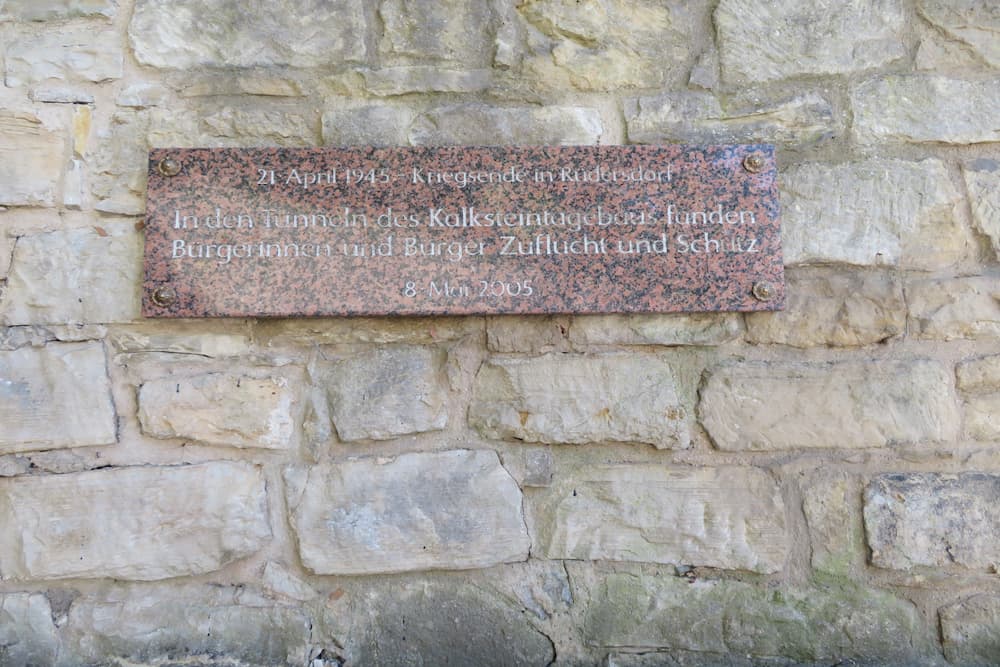 21. April 1945 - Kriegsende in Rüdersdorf
In den Tunneln des Kalksteintagebaus fanden
Bürgerinnen und Bürger Zuflucht und Schutz
8. Mai 2005